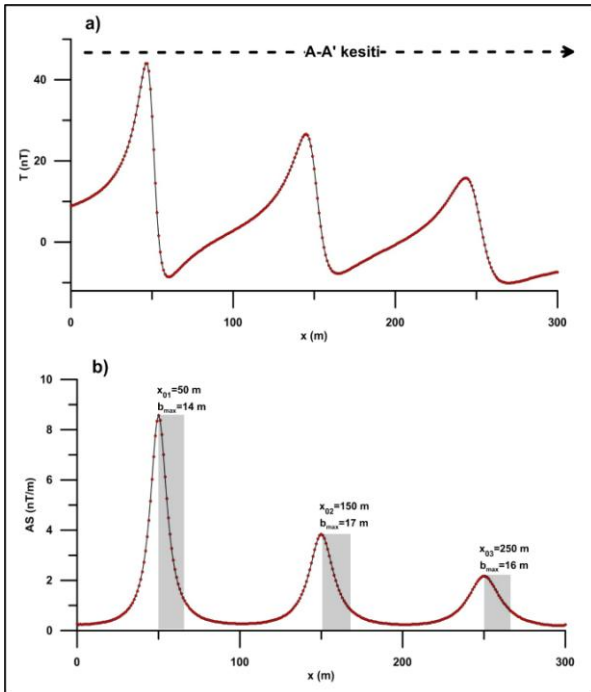 a)
A-A' kesiti
40
20
0
T (nT)
0 100 200 300
x (m)
b)
10
8
6
4
2
0
AS (nT/m)
x₀₁=50 m
bₘₐₓ=14 m
x₀₂=150 m
bₘₐₓ=17 m
x₀₃=250 m
bₘₐₓ=16 m
0 100 200 300
x (m)